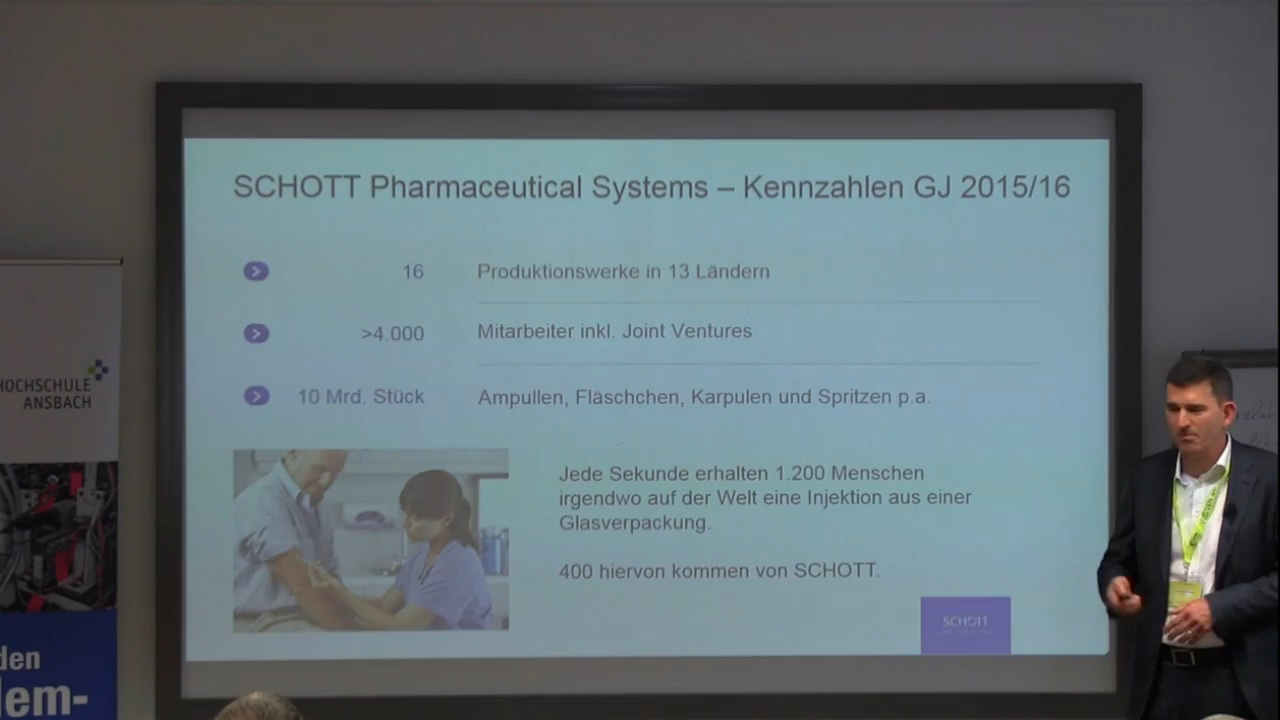 SCHOTT Pharmaceutical Systems – Kennzahlen GJ 2015/16
16 Produktionswerke in 13 Ländern
>4.000 Mitarbeiter inkl. Joint Ventures
10 Mrd. Stück Ampullen, Fläschchen, Karpulen und Spritzen p.a.
Jede Sekunde erhalten 1.200 Menschen
irgendwo auf der Welt eine Injektion aus einer
Glasverpackung.
400 hiervon kommen von SCHOTT.
SCHOTT
HOCHSCHULE
ANSBACH
den
lem-